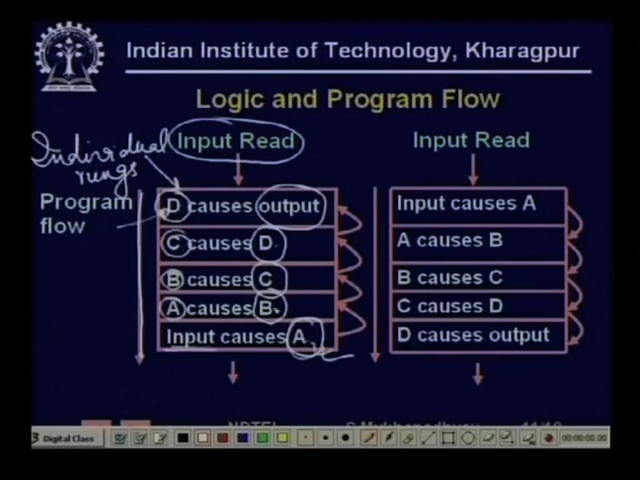 Indian Institute of Technology, Kharagpur
Logic and Program Flow
Individual
rungs
Input Read
Input Read
Program
flow
D causes output
C causes D
B causes C
A causes B
Input causes A
Input causes A
A causes B
B causes C
C causes D
D causes output
NPTEL
Digital Class
00:00:00.00